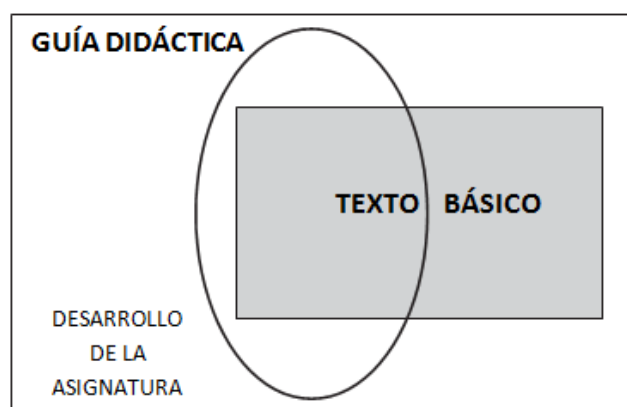 GUÍA DIDÁCTICA
TEXTO BÁSICO
DESARROLLO
DE LA
ASIGNATURA